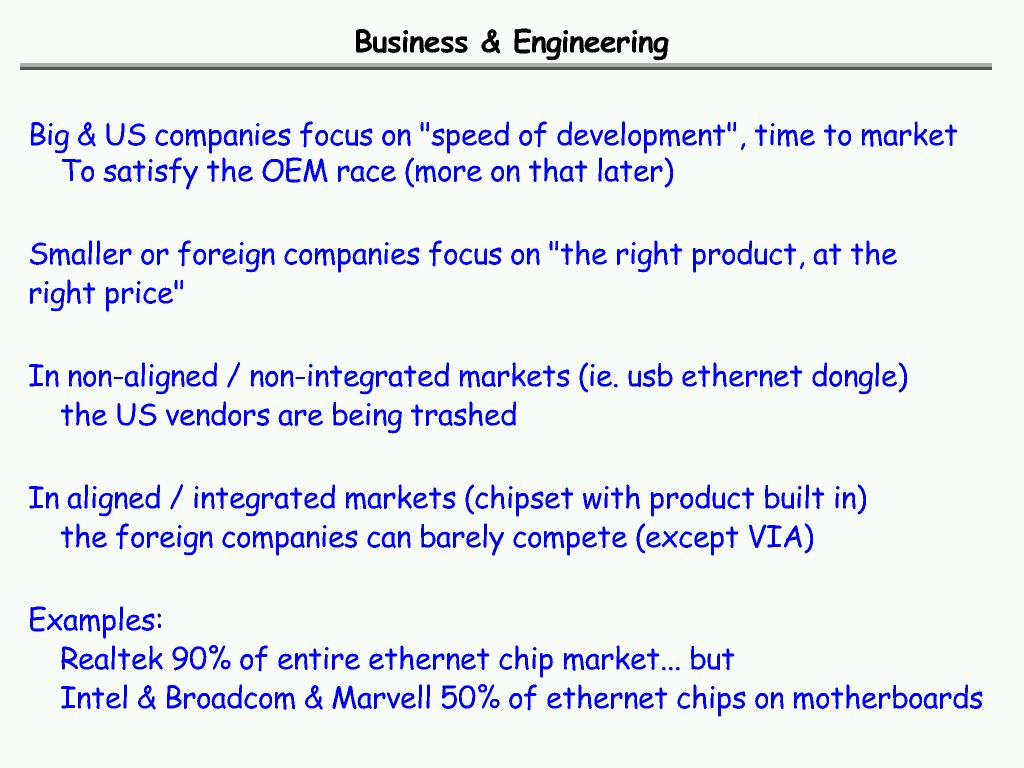 Business & Engineering
Big & US companies focus on "speed of development", time to market
To satisfy the OEM race (more on that later)
Smaller or foreign companies focus on "the right product, at the
right price"
In non-aligned / non-integrated markets (ie. usb ethernet dongle)
the US vendors are being trashed
In aligned / integrated markets (chipset with product built in)
the foreign companies can barely compete (except VIA)
Examples:
Realtek 90% of entire ethernet chip market... but
Intel & Broadcom & Marvell 50% of ethernet chips on motherboards